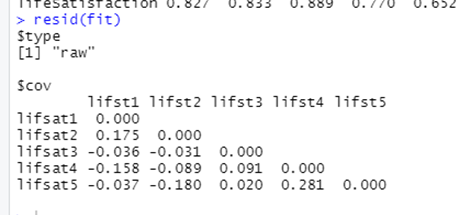 lifeSatisfaction 0.827 0.833 0.889 0.770 0.652
> resid(fit)
$type
[1] "raw"
$cov
lifst1 lifst2 lifst3 lifst4 lifst5
lifsat1 0.000
lifsat2 0.175 0.000
lifsat3 -0.036 -0.031 0.000
lifsat4 -0.158 -0.089 0.091 0.000
lifsat5 -0.037 -0.180 0.020 0.281 0.000